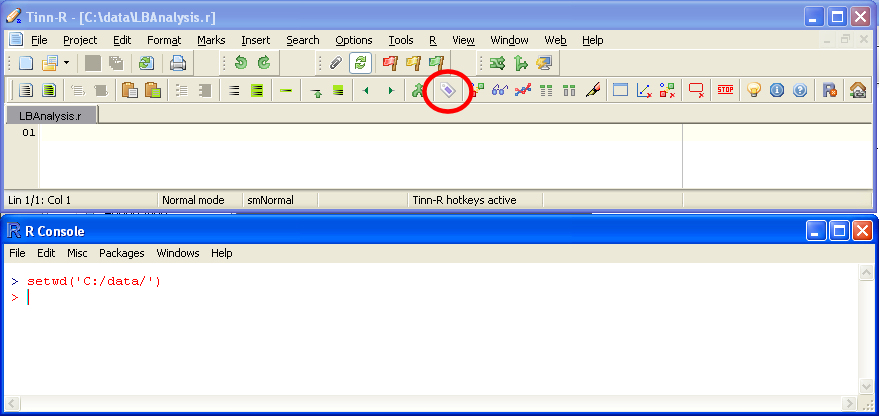 Tinn-R - [C:\data\LBAnalysis.r]
File Project Edit Format Marks Insert Search Options Tools R View Window Web Help
STOP
LBAnalysis.r
01
Lin 1/1: Col 1 Normal mode smNormal Tinn-R hotkeys active
R Console
File Edit Misc Packages Windows Help
> setwd('C:/data/')
>